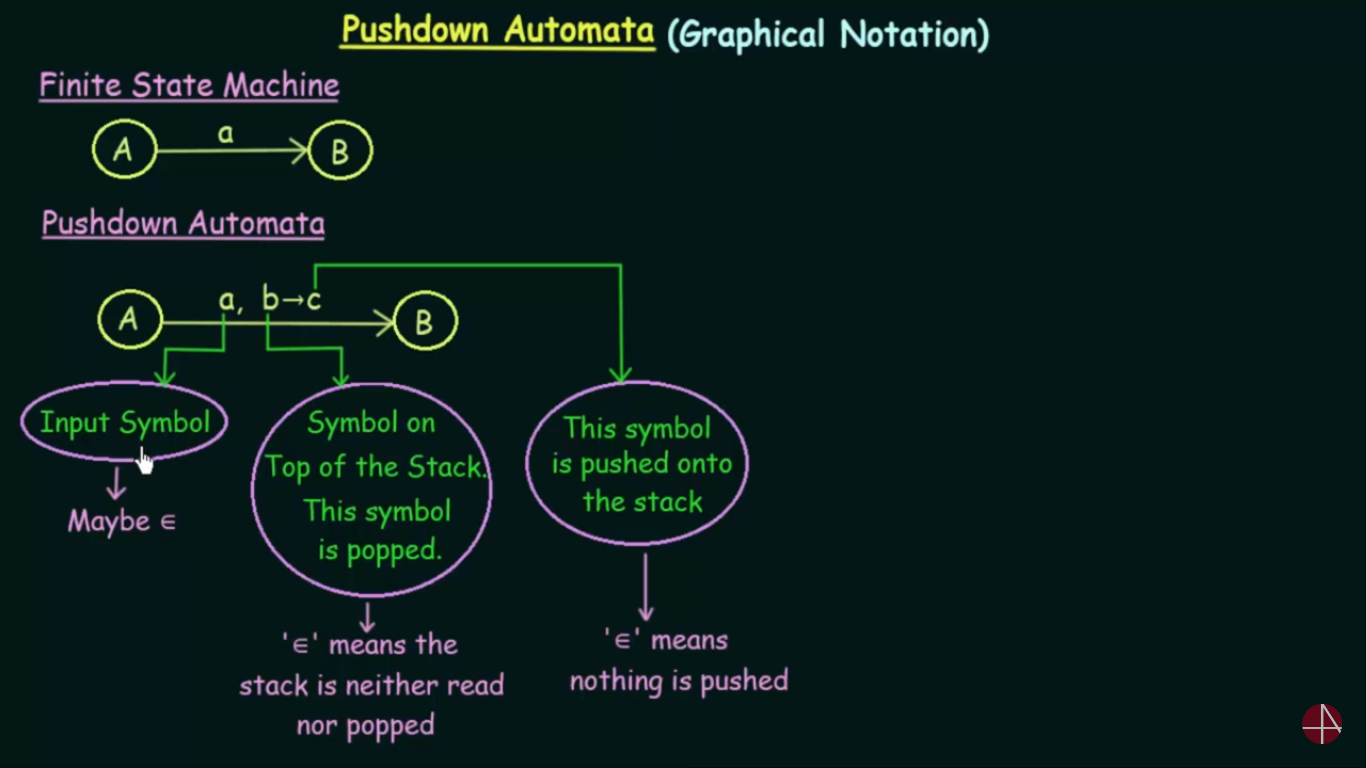 Pushdown Automata (Graphical Notation)
Finite State Machine
A
a
B
Pushdown Automata
A
a, b→c
B
Input Symbol
Maybe ∈
Symbol on
Top of the Stack.
This symbol
is popped.
'∈' means the
stack is neither read
nor popped
This symbol
is pushed onto
the stack
'∈' means
nothing is pushed